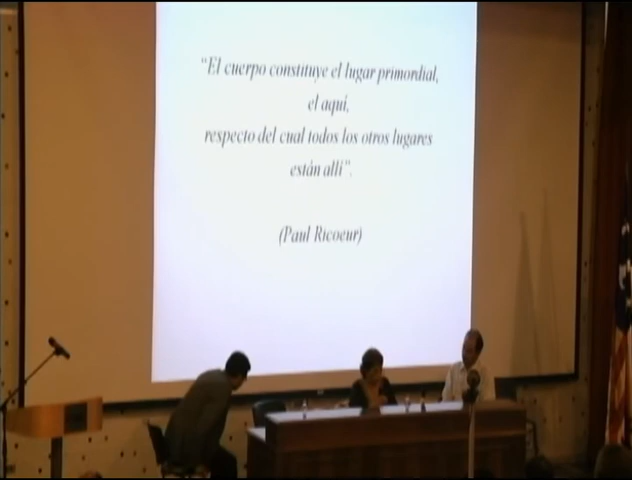 “El cuerpo constituye el lugar primordial,
el aquí,
respecto del cual todos los otros lugares
están allí”.
(Paul Ricoeur)